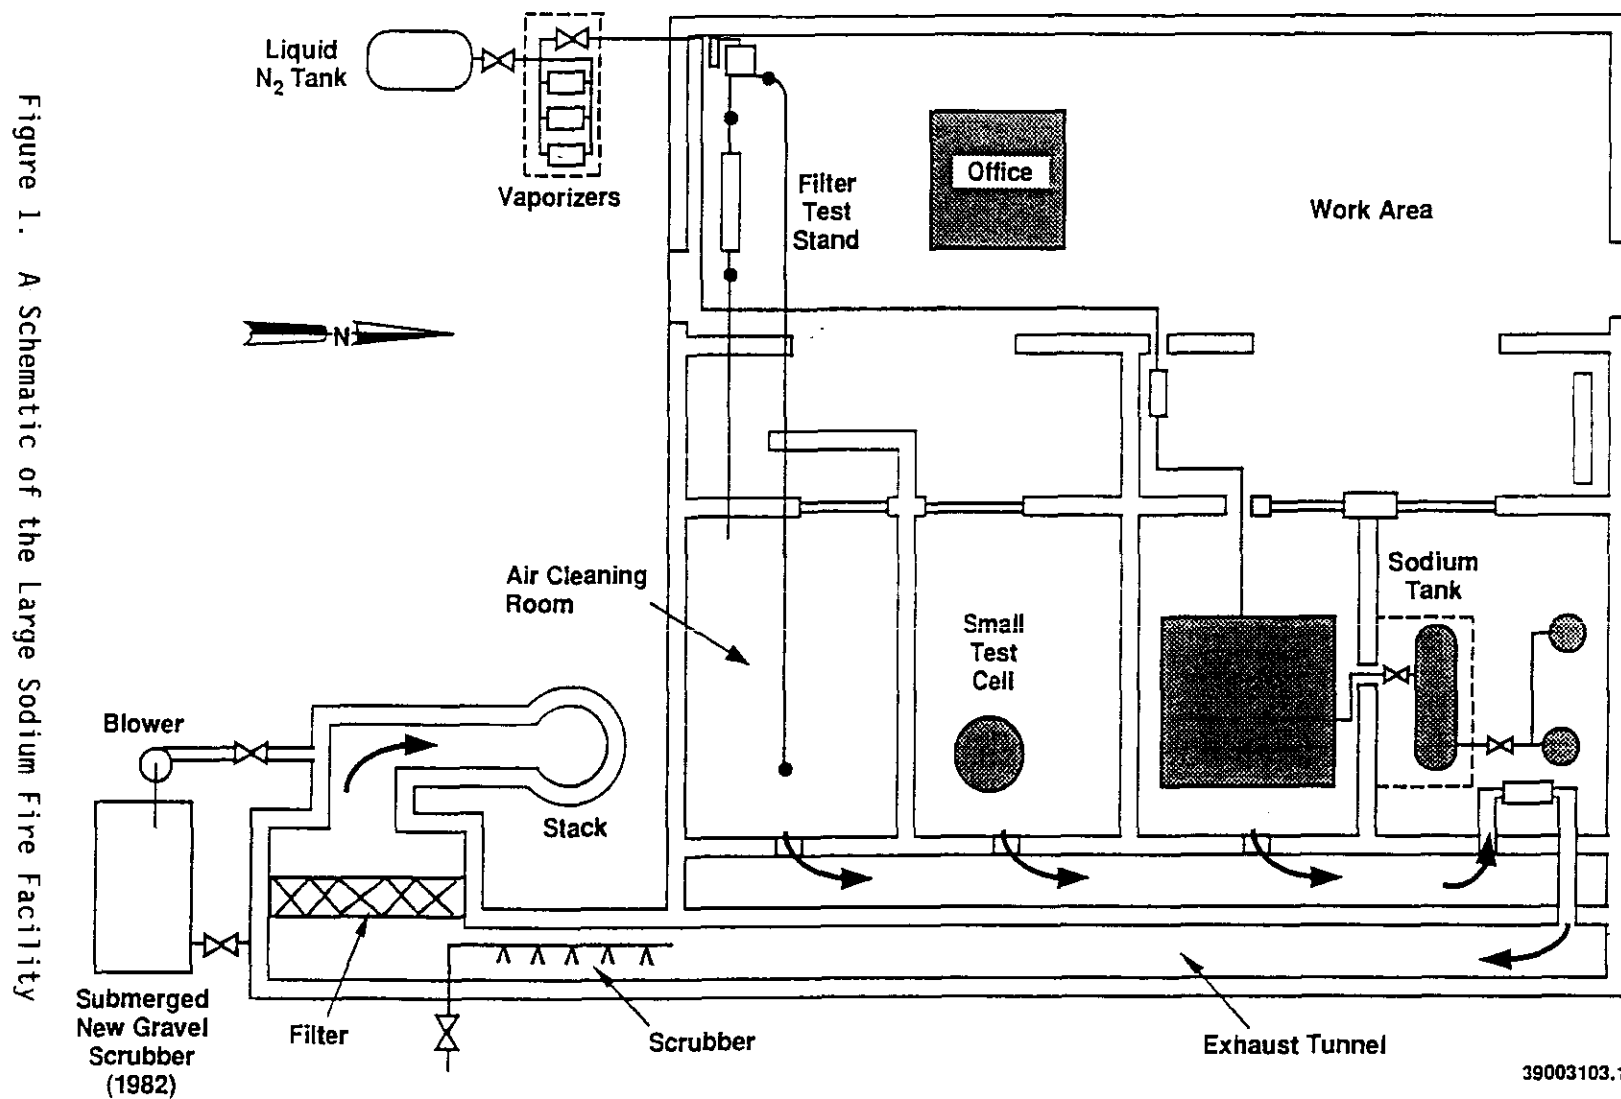 Liquid
N₂ Tank
Vaporizers
Filter
Test
Stand
Office
Work Area
N
Air Cleaning
Room
Small
Test
Cell
Sodium
Tank
Blower
Stack
Submerged
New Gravel
Scrubber
(1982)
Filter
Scrubber
Exhaust Tunnel
39003103.1
Figure 1. A Schematic of the Large Sodium Fire Facility